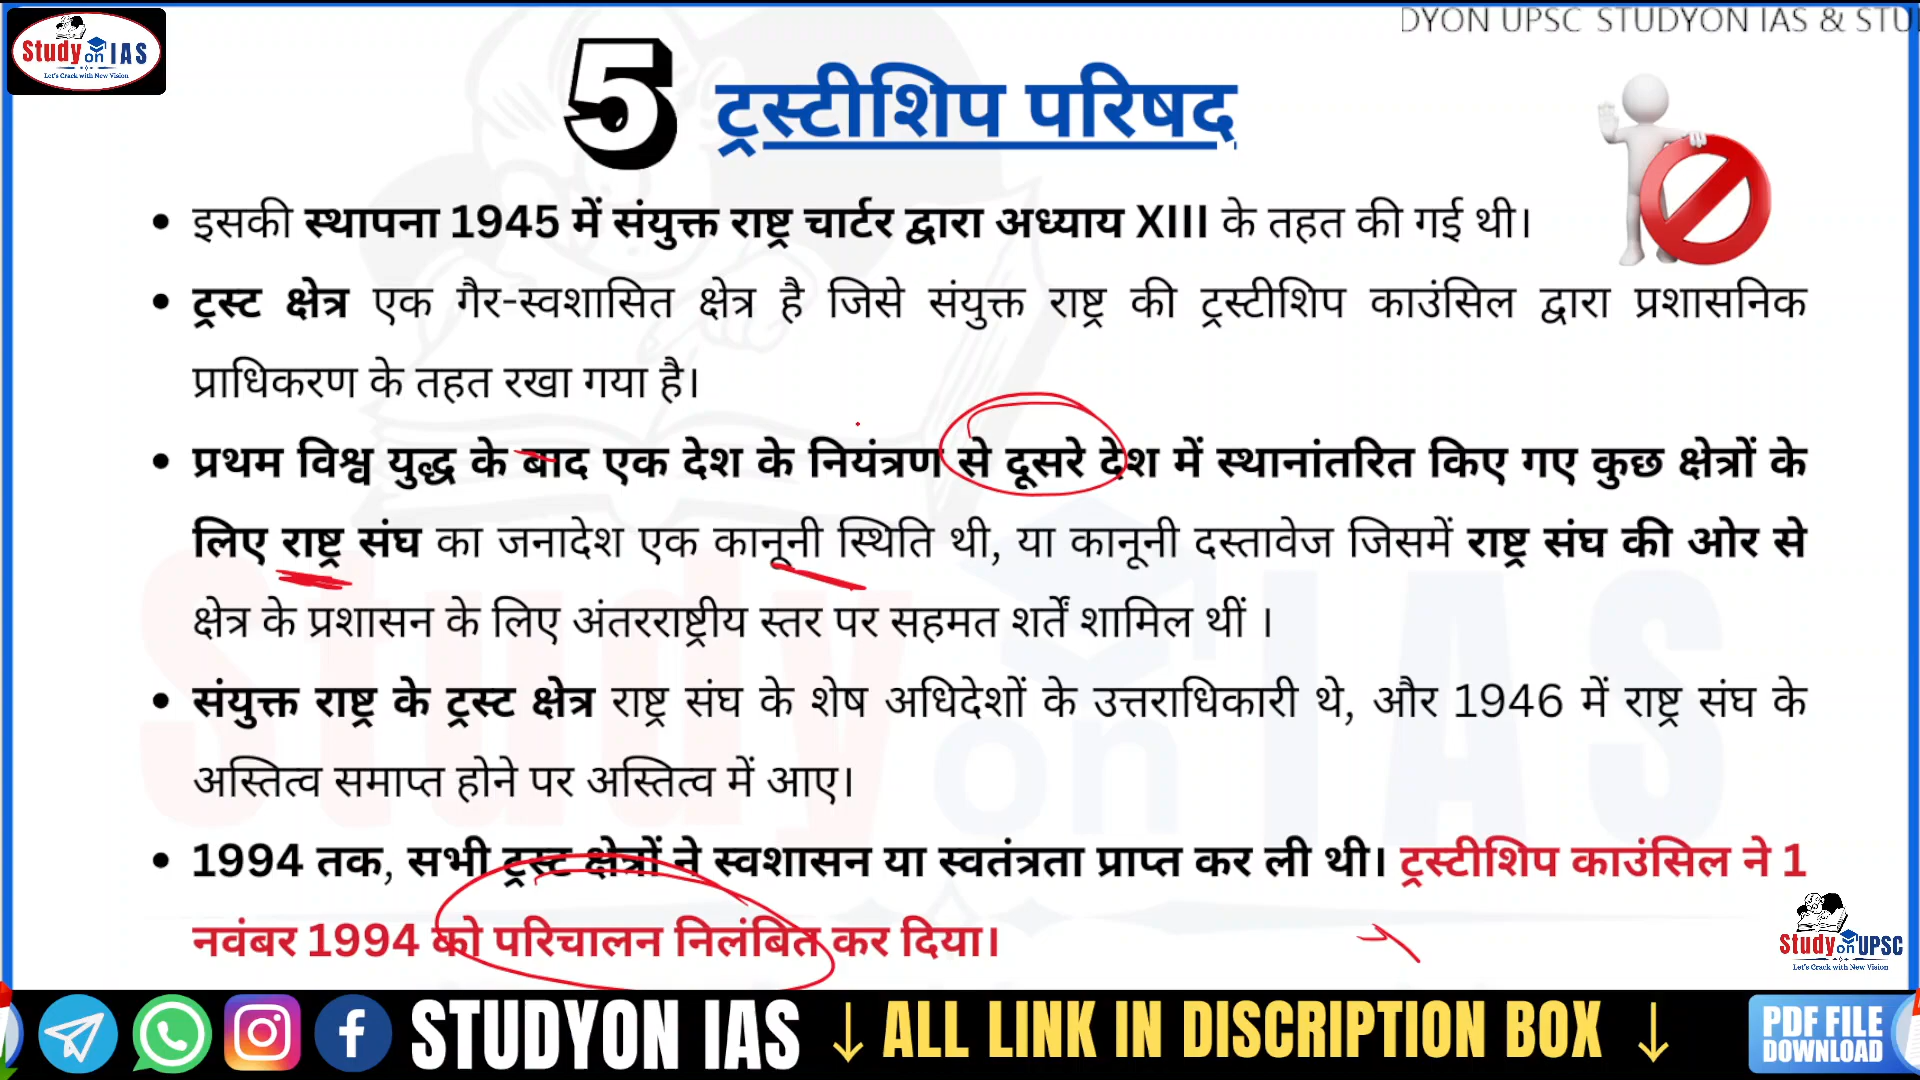 DYON UPSC STUDYON IAS & STU
Study on IAS
Let's Crack with New Vision
5 ट्रस्टीशिप परिषद
• इसकी स्थापना 1945 में संयुक्त राष्ट्र चार्टर द्वारा अध्याय XIII के तहत की गई थी।
• ट्रस्ट क्षेत्र एक गैर-स्वशासित क्षेत्र है जिसे संयुक्त राष्ट्र की ट्रस्टीशिप काउंसिल द्वारा प्रशासनिक
प्राधिकरण के तहत रखा गया है।
• प्रथम विश्व युद्ध के बाद एक देश के नियंत्रण से दूसरे देश में स्थानांतरित किए गए कुछ क्षेत्रों के
लिए राष्ट्र संघ का जनादेश एक कानूनी स्थिति थी, या कानूनी दस्तावेज जिसमें राष्ट्र संघ की ओर से
क्षेत्र के प्रशासन के लिए अंतरराष्ट्रीय स्तर पर सहमत शर्तें शामिल थीं ।
• संयुक्त राष्ट्र के ट्रस्ट क्षेत्र राष्ट्र संघ के शेष अधिदेशों के उत्तराधिकारी थे, और 1946 में राष्ट्र संघ के
अस्तित्व समाप्त होने पर अस्तित्व में आए।
• 1994 तक, सभी ट्रस्ट क्षेत्रों ने स्वशासन या स्वतंत्रता प्राप्त कर ली थी। ट्रस्टीशिप काउंसिल ने 1
नवंबर 1994 को परिचालन निलंबित कर दिया।
Study on UPSC
Let's Crack with New Vision
Study on IAS
STUDYON IAS ↓ ALL LINK IN DISCRIPTION BOX ↓
PDF FILE
DOWNLOAD